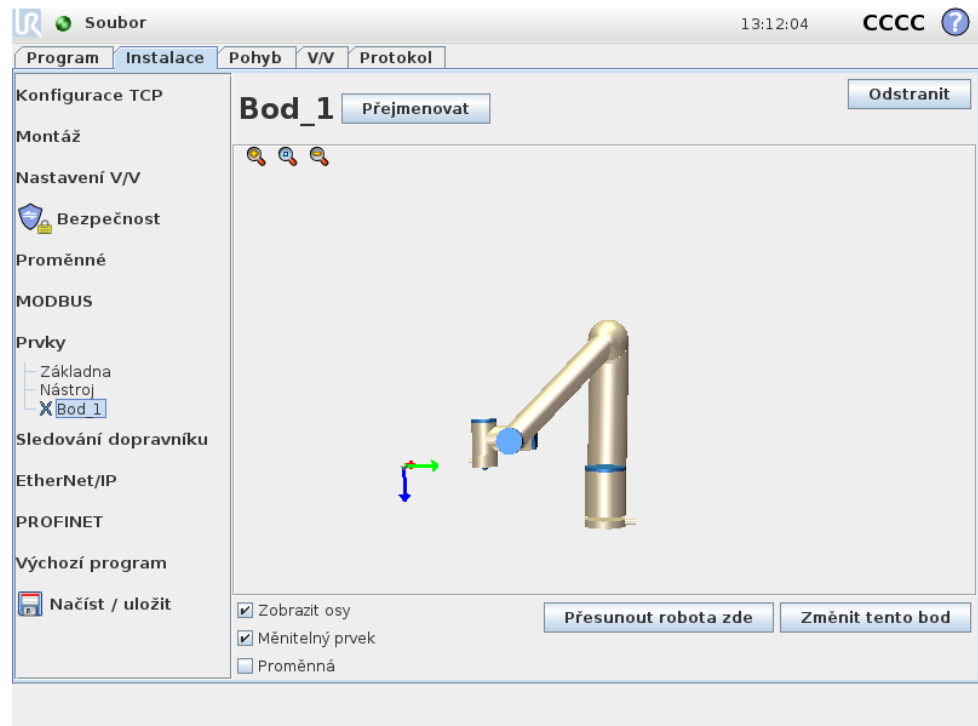 UR Soubor 13:12:04 CCCC ?
Program Instalace Pohyb V/V Protokol
Konfigurace TCP
Montáž
Nastavení V/V
Bezpečnost
Proměnné
MODBUS
Prvky
Základna
Nástroj
Bod_1
Sledování dopravníku
EtherNet/IP
PROFINET
Výchozí program
Načíst / uložit
Bod_1 Přejmenovat Odstranit
Zobrazit osy
Měnitelný prvek
Proměnná
Přesunout robota zde Změnit tento bod